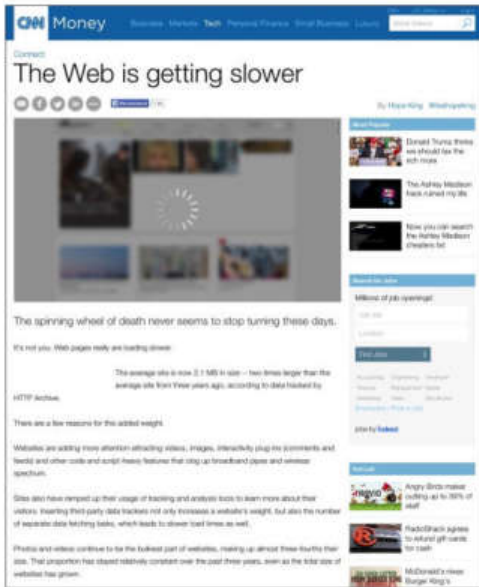 CNN Money
Business Markets Tech Personal Finance Small Business Luxury
Connect
The Web is getting slower
By Hope King @lisahopeking
Most Popular
Donald Trump thinks
we should tax the
rich more
The Ashley Madison
hack ruined my life
Now you can search
the Ashley Madison
cheaters list
The spinning wheel of death never seems to stop turning these days.
It's not you. Web pages really are loading slower.
The average site is now 2.1 MB in size -- two times larger than the
average site from three years ago, according to data tracked by
HTTP Archive.
There are a few reasons for this added weight.
Websites are adding more attention attracting videos, images, interactivity plug-ins (comments and
feeds) and other code and script heavy features that clog up broadband pipes and wireless
spectrum.
Sites also have ramped up their usage of tracking and analysis tools to learn more about their
visitors. Inserting third-party data trackers not only increases a website's weight, but also the number
of separate data fetching tasks, which leads to slower load times as well.
Photos and videos continue to be the bulkiest part of websites, making up almost three fourths their
size. That proportion has stayed relatively constant over the past three years, even as the total size of
websites has grown.
Search for Jobs
Millions of job openings!
Job title
Location
Find Jobs
jobs by indeed
Hot List
Angry Birds maker
cutting up to 39% of
staff
RadioShack agrees
to refund gift cards
for cash
McDonald's nixes
Burger King's